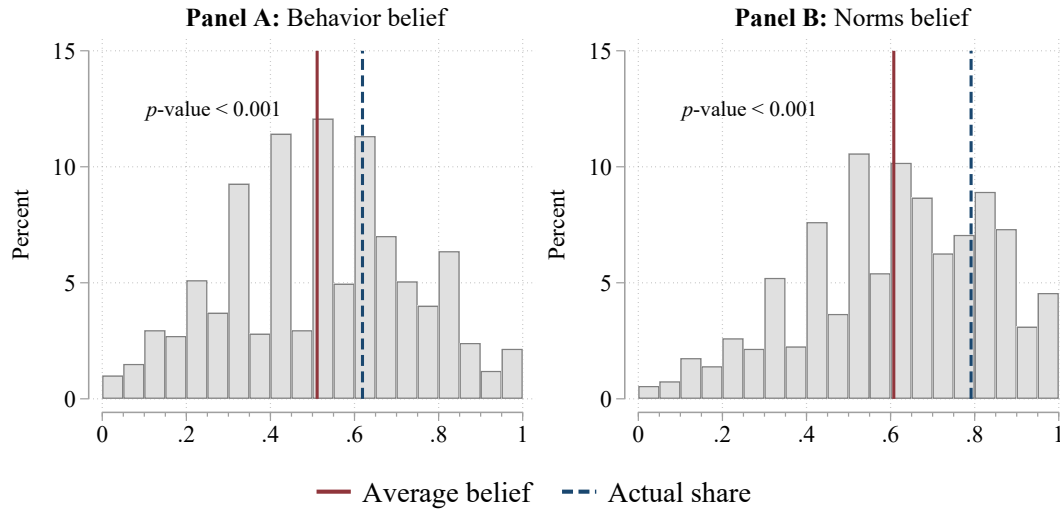 Panel A: Behavior belief
Percent
15
10
5
0
p-value < 0.001
0 .2 .4 .6 .8 1
Panel B: Norms belief
Percent
15
10
5
0
p-value < 0.001
0 .2 .4 .6 .8 1
Average belief Actual share